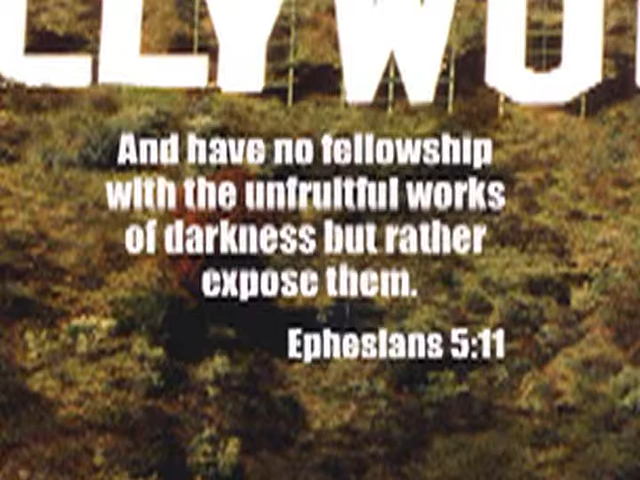 LLYWO
And have no fellowship
with the unfruitful works
of darkness but rather
expose them.
Ephesians 5:11